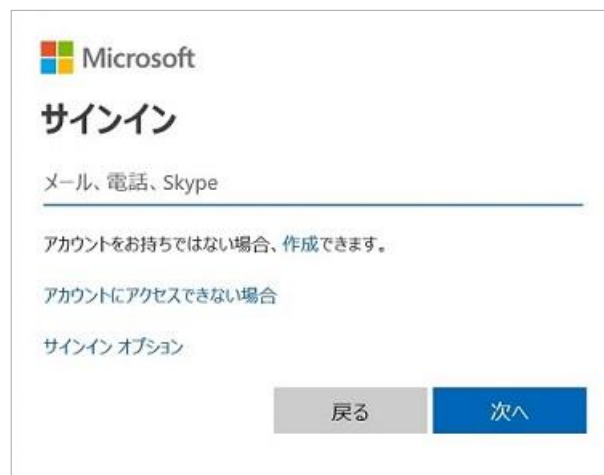 Microsoft
サインイン
メール、電話、Skype
アカウントをお持ちではない場合、作成できます。
アカウントにアクセスできない場合
サインイン オプション
戻る
次へ